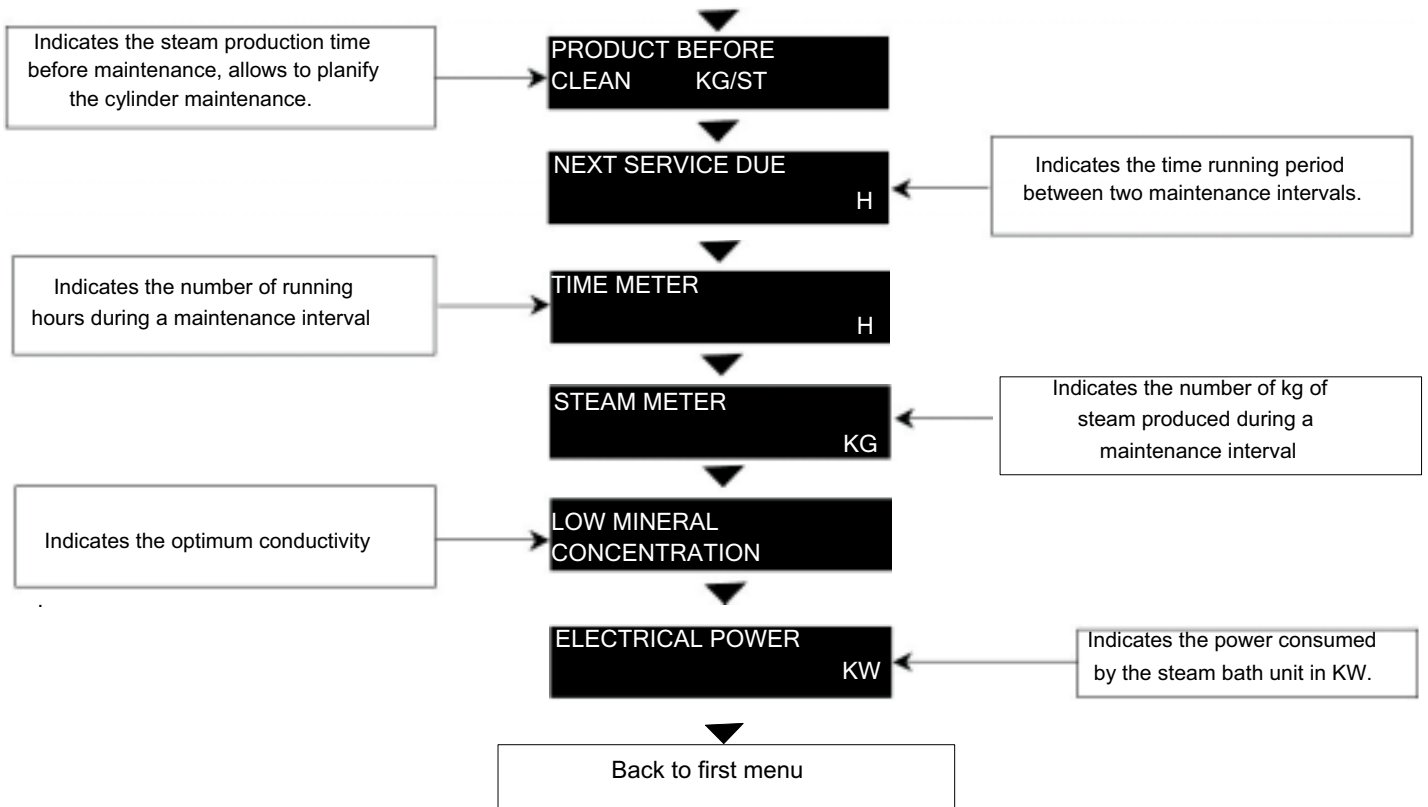 Indicates the steam production time
before maintenance, allows to planify
the cylinder maintenance.
PRODUCT BEFORE
CLEAN KG/ST
NEXT SERVICE DUE
H
Indicates the time running period
between two maintenance intervals.
Indicates the number of running
hours during a maintenance interval
TIME METER
H
STEAM METER
KG
Indicates the number of kg of
steam produced during a
maintenance interval
Indicates the optimum conductivity
.
LOW MINERAL
CONCENTRATION
ELECTRICAL POWER
KW
Indicates the power consumed
by the steam bath unit in KW.
Back to first menu